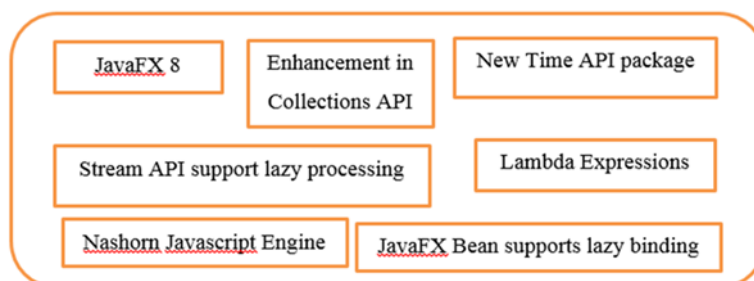 JavaFX 8
Enhancement in
Collections API
New Time API package
Stream API support lazy processing
Lambda Expressions
Nashorn Javascript Engine
JavaFX Bean supports lazy binding